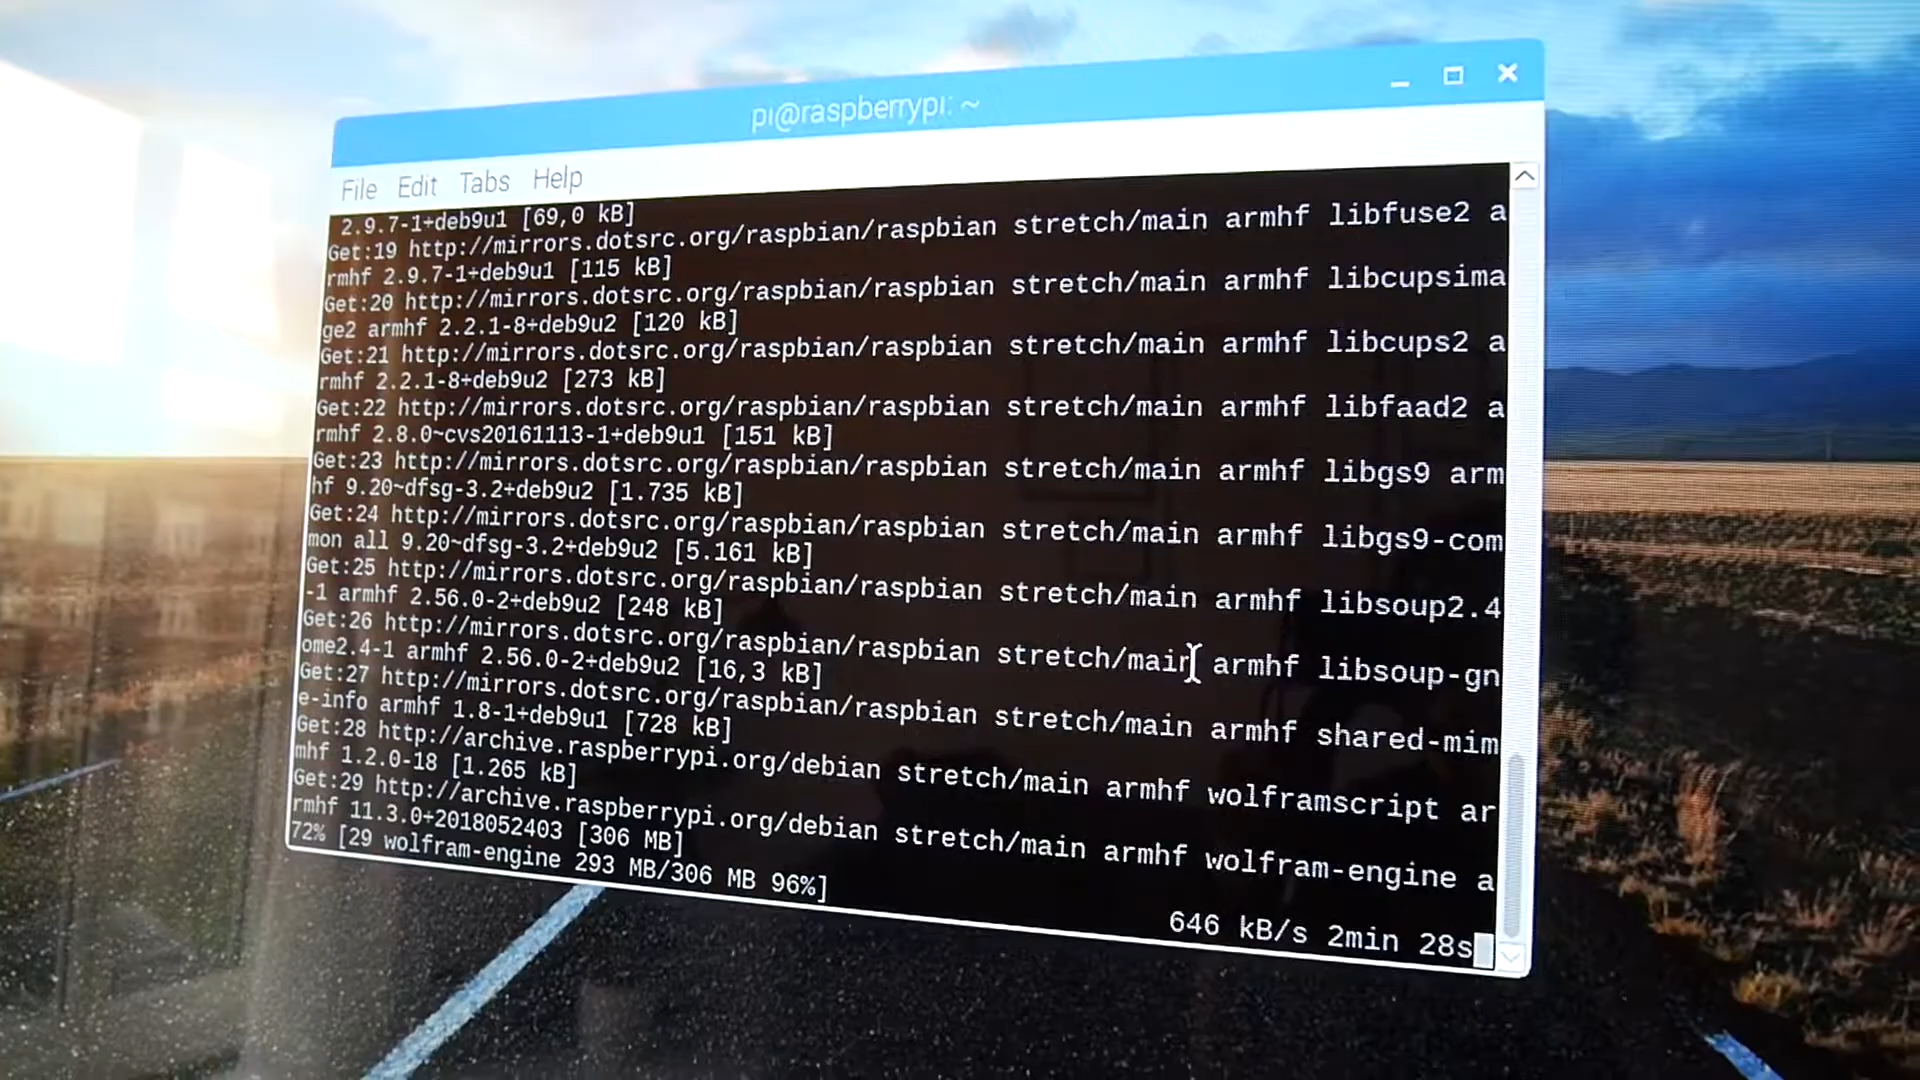 pi@raspberrypi: ~
File Edit Tabs Help
2.9.7-1+deb9u1 [69,0 kB]
Get:19 http://mirrors.dotsrc.org/raspbian/raspbian stretch/main armhf libfuse2 a
rmhf 2.9.7-1+deb9u1 [115 kB]
Get:20 http://mirrors.dotsrc.org/raspbian/raspbian stretch/main armhf libcupsima
ge2 armhf 2.2.1-8+deb9u2 [120 kB]
Get:21 http://mirrors.dotsrc.org/raspbian/raspbian stretch/main armhf libcups2 a
rmhf 2.2.1-8+deb9u2 [273 kB]
Get:22 http://mirrors.dotsrc.org/raspbian/raspbian stretch/main armhf libfaad2 a
rmhf 2.8.0~cvs20161113-1+deb9u1 [151 kB]
Get:23 http://mirrors.dotsrc.org/raspbian/raspbian stretch/main armhf libgs9 arm
hf 9.20~dfsg-3.2+deb9u2 [1.735 kB]
Get:24 http://mirrors.dotsrc.org/raspbian/raspbian stretch/main armhf libgs9-com
mon all 9.20~dfsg-3.2+deb9u2 [5.161 kB]
Get:25 http://mirrors.dotsrc.org/raspbian/raspbian stretch/main armhf libsoup2.4
-1 armhf 2.56.0-2+deb9u2 [248 kB]
Get:26 http://mirrors.dotsrc.org/raspbian/raspbian stretch/main armhf libsoup-gn
ome2.4-1 armhf 2.56.0-2+deb9u2 [16,3 kB]
Get:27 http://mirrors.dotsrc.org/raspbian/raspbian stretch/main armhf shared-mim
e-info armhf 1.8-1+deb9u1 [728 kB]
Get:28 http://archive.raspberrypi.org/debian stretch/main armhf wolframscript ar
mhf 1.2.0-18 [1.265 kB]
Get:29 http://archive.raspberrypi.org/debian stretch/main armhf wolfram-engine a
rmhf 11.3.0+2018052403 [306 MB]
72% [29 wolfram-engine 293 MB/306 MB 96%]
646 kB/s 2min 28s